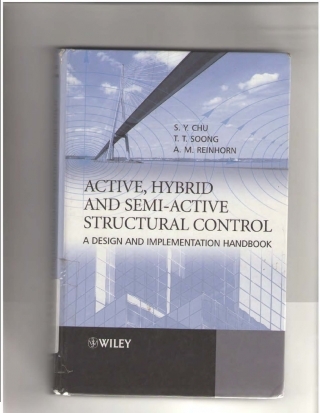 S. Y. CHU
T. T. SOONG
A. M. REINHORN
ACTIVE, HYBRID
AND SEMI-ACTIVE
STRUCTURAL CONTROL
A DESIGN AND IMPLEMENTATION HANDBOOK
WILEY